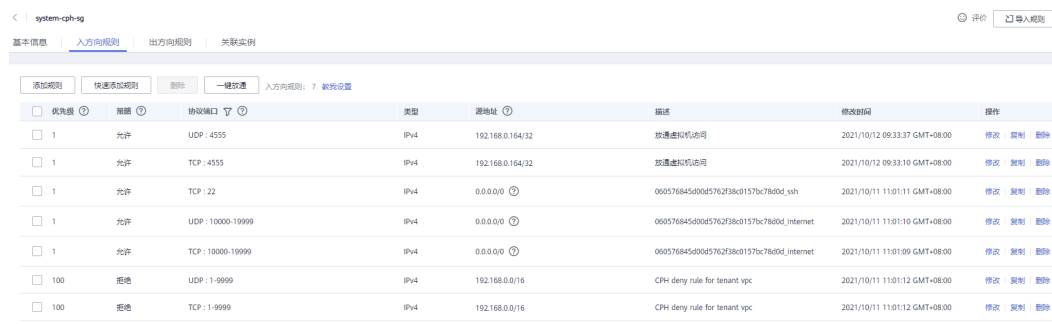 system-cph-sg
评价
导入规则
基本信息 入方向规则 出方向规则 关联实例
添加规则 快速添加规则 删除 一键放通 入方向规则: 7 教我设置
优先级 策略 协议端口 类型 源地址 描述 修改时间 操作
1 允许 UDP : 4555 IPv4 192.168.0.164/32 放通虚拟机访问 2021/10/12 09:33:37 GMT+08:00 修改 复制 删除
1 允许 TCP : 4555 IPv4 192.168.0.164/32 放通虚拟机访问 2021/10/12 09:33:10 GMT+08:00 修改 复制 删除
1 允许 TCP : 22 IPv4 0.0.0.0/0 060576845d00d5762f38c0157bc78d0d_ssh 2021/10/11 11:01:11 GMT+08:00 修改 复制 删除
1 允许 UDP : 10000-19999 IPv4 0.0.0.0/0 060576845d00d5762f38c0157bc78d0d_internet 2021/10/11 11:01:10 GMT+08:00 修改 复制 删除
1 允许 TCP : 10000-19999 IPv4 0.0.0.0/0 060576845d00d5762f38c0157bc78d0d_internet 2021/10/11 11:01:09 GMT+08:00 修改 复制 删除
100 拒绝 UDP : 1-9999 IPv4 192.168.0.0/16 CPH deny rule for tenant vpc 2021/10/11 11:01:12 GMT+08:00 修改 复制 删除
100 拒绝 TCP : 1-9999 IPv4 192.168.0.0/16 CPH deny rule for tenant vpc 2021/10/11 11:01:12 GMT+08:00 修改 复制 删除